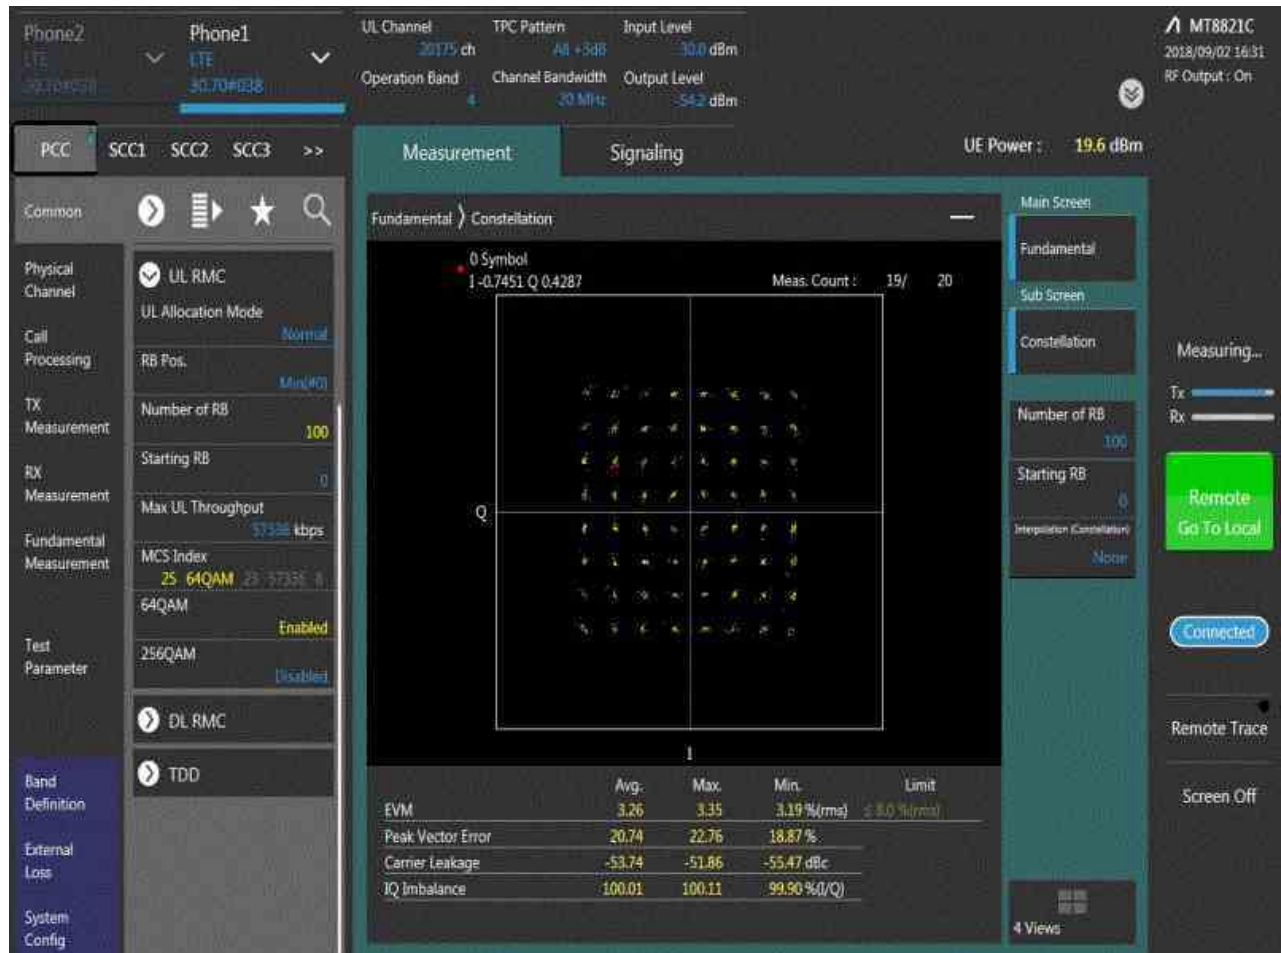 Phone2
LTE
Phone1
LTE
30.70#038
UL Channel
20175 ch
TPC Pattern
All +3dB
Input Level
30.0 dBm
Operation Band
4
Channel Bandwidth
20 MHz
Output Level
-54.2 dBm
MT8821C
2018/09/02 16:31
RF Output : On
PCC
SCC1
SCC2
SCC3
>>
Measurement
Signaling
UE Power : 19.6 dBm
Common
Physical
Channel
Call
Processing
TX
Measurement
RX
Measurement
Fundamental
Measurement
Test
Parameter
Band
Definition
External
Loss
System
Config
UL RMC
UL Allocation Mode
Normal
RB Pos.
Min(#0)
Number of RB
100
Starting RB
0
Max UL Throughput
57336 kbps
MCS Index
25 64QAM 23 57336 8
64QAM
Enabled
256QAM
Disabled
DL RMC
TDD
Fundamental ⟩ Constellation
0 Symbol
I -0.7451 Q 0.4287
Meas. Count : 19/ 20
Q
I
Avg. Max. Min. Limit
EVM 3.26 3.35 3.19 %(rms) ≤ 8.0 %(rms)
Peak Vector Error 20.74 22.76 18.87 %
Carrier Leakage -53.74 -51.86 -55.47 dBc
IQ Imbalance 100.01 100.11 99.90 %(I/Q)
Main Screen
Fundamental
Sub Screen
Constellation
Number of RB
100
Starting RB
0
Interpolation (Constellation)
None
4 Views
Measuring...
Tx
Rx
Remote
Go To Local
Connected
Remote Trace
Screen Off